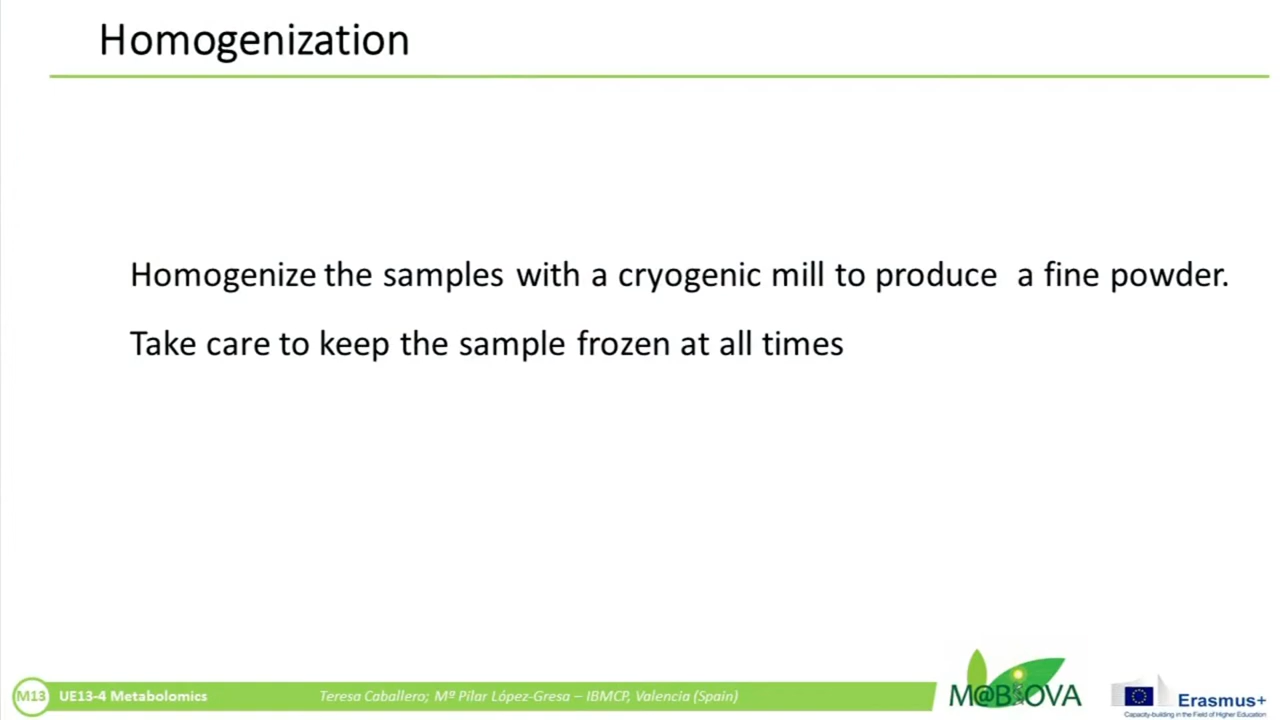 Homogenization
Homogenize the samples with a cryogenic mill to produce a fine powder.
Take care to keep the sample frozen at all times
M13 UE13-4 Metabolomics
Teresa Caballero; Mª Pilar López-Gresa – IBMCP, Valencia (Spain)
M@BIOVA
Erasmus+
Capacity-building in the Field of Higher Education